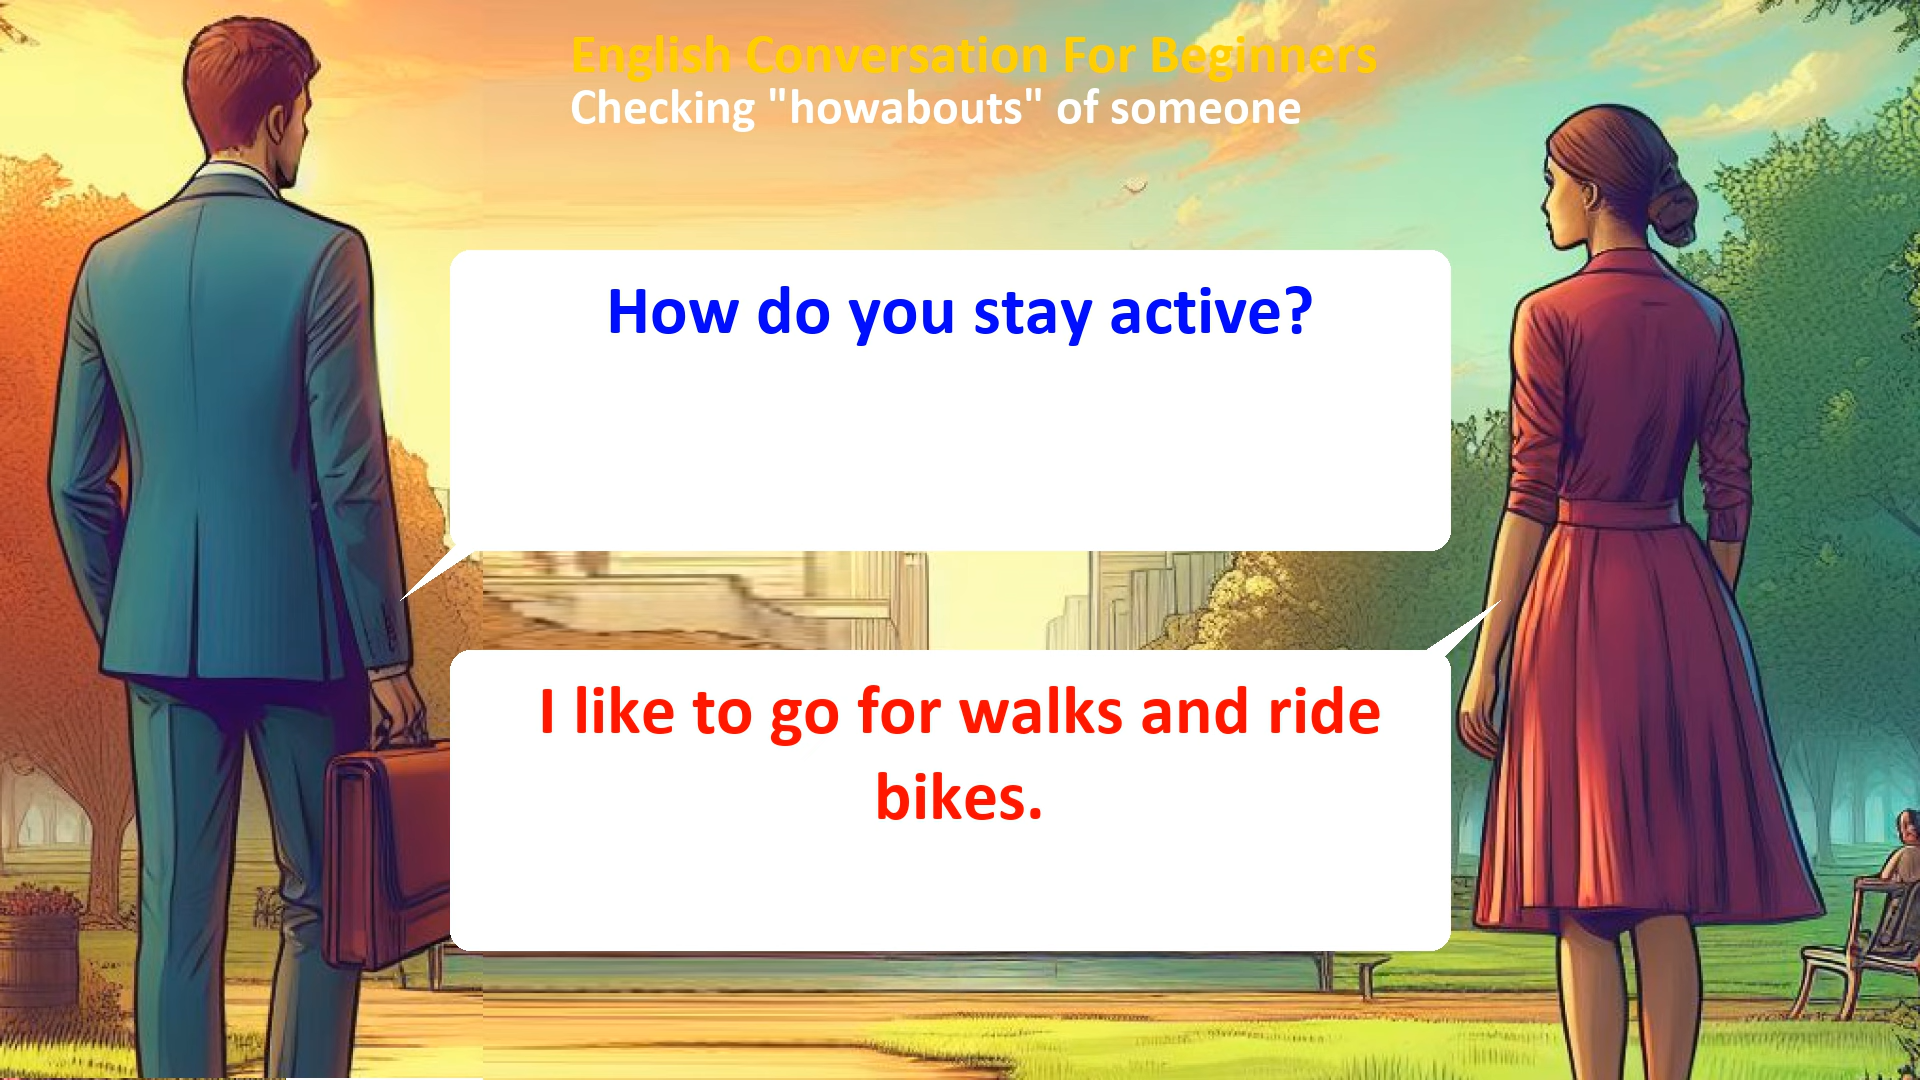 English Conversation For Beginners
Checking "howabouts" of someone
How do you stay active?
I like to go for walks and ride
bikes.